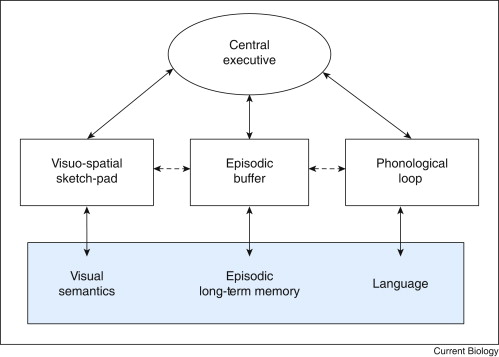 Central
executive
Visuo-spatial
sketch-pad
Episodic
buffer
Phonological
loop
Visual
semantics
Episodic
long-term memory
Language
Current Biology